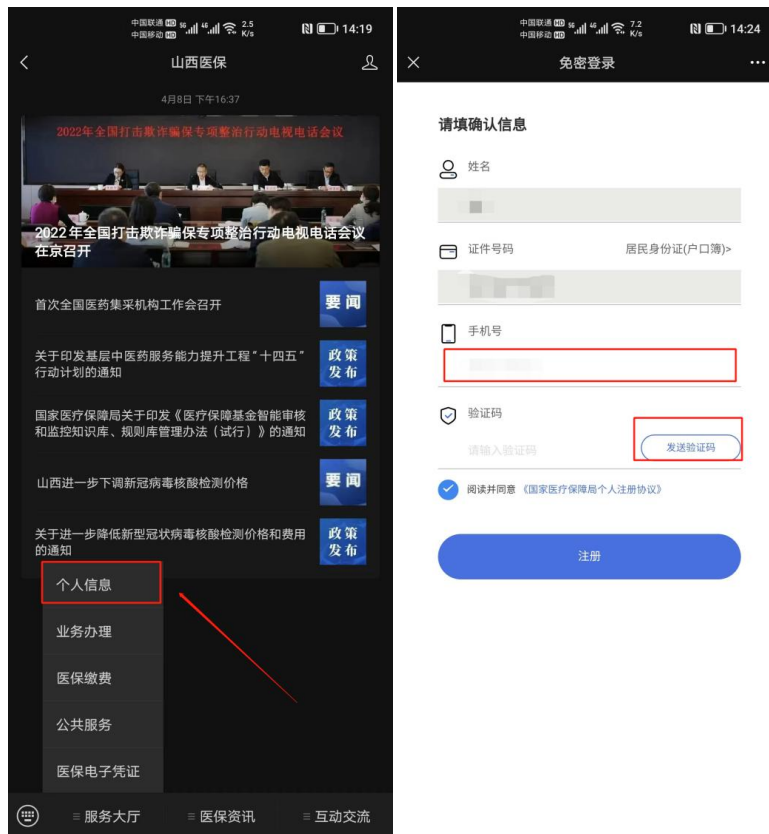 中国联通 HD 5G 4G 2.5 K/s 14:19
中国移动 HD
山西医保
4月8日 下午16:37
2022年全国打击欺诈骗保专项整治行动电视电话会议
2022年全国打击欺诈骗保专项整治行动电视电话会议
在京召开
首次全国医药集采机构工作会召开
要闻
关于印发基层中医药服务能力提升工程“十四五”
行动计划的通知
政策
发布
国家医疗保障局关于印发《医疗保障基金智能审核
和监控知识库、规则库管理办法（试行）》的通知
政策
发布
山西进一步下调新冠病毒核酸检测价格
要闻
关于进一步降低新型冠状病毒核酸检测价格和费用
的通知
政策
发布
个人信息
业务办理
医保缴费
公共服务
医保电子凭证
服务大厅
医保资讯
互动交流
中国联通 HD 5G 4G 7.2 K/s 14:24
中国移动 HD
免密登录
请填确认信息
姓名
证件号码
居民身份证(户口簿)>
手机号
验证码
请输入验证码
发送验证码
阅读并同意 《国家医疗保障局个人注册协议》
注册